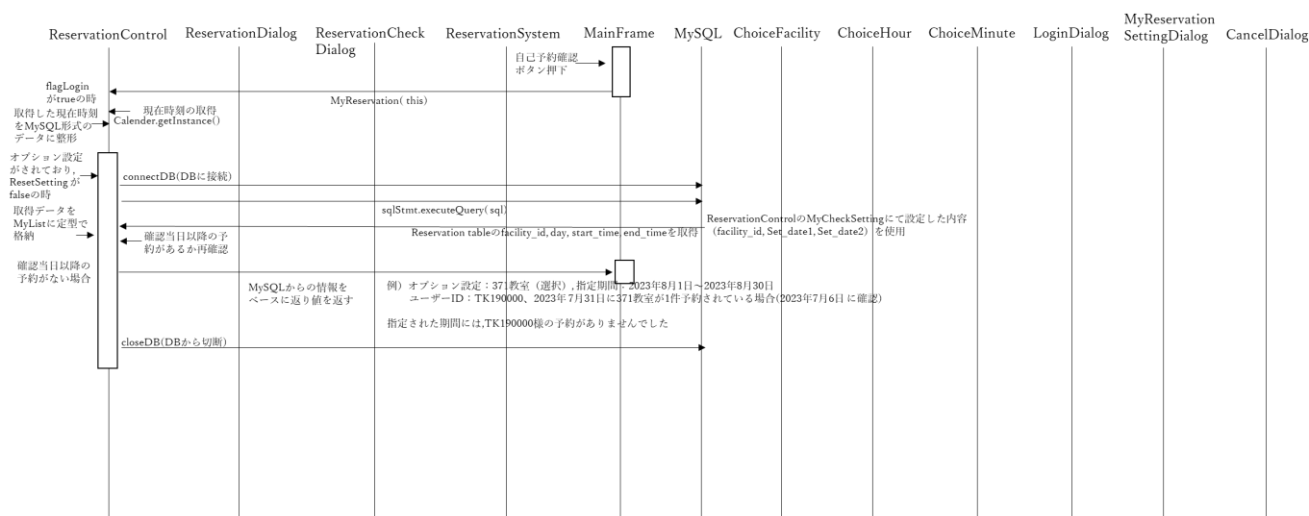 ReservationControl
ReservationDialog
ReservationCheck
Dialog
ReservationSystem
MainFrame
MySQL
ChoiceFacility
ChoiceHour
ChoiceMinute
LoginDialog
MyReservation
SettingDialog
CancelDialog
自己予約確認
ボタン押下
flagLogin
がtrueの時
MyReservation( this)
取得した現在時刻
をMySQL形式の
データに整形
現在時刻の取得
Calender.getInstance()
オプション設定
がされており,
ResetSetting が
falseの時
connectDB(DBに接続)
sqlStmt.executeQuery( sql)
取得データを
MyListに定型で
格納
ReservationControlのMyCheckSettingにて設定した内容
（facility_id, Set_date1, Set_date2）を使用
Reservation tableのfacility_id, day, start_time, end_timeを取得
確認当日以降の予
約があるか再確認
確認当日以降の
予約がない場合
MySQLからの情報を
ベースに返り値を返す
例）オプション設定：371教室（選択）, 指定期間：2023年8月1日～2023年8月30日
ユーザーID：TK190000、2023年7月31日に371教室が1件予約されている場合(2023年7月6日 に確認)
指定された期間には,TK190000様の予約がありませんでした
closeDB(DBから切断)